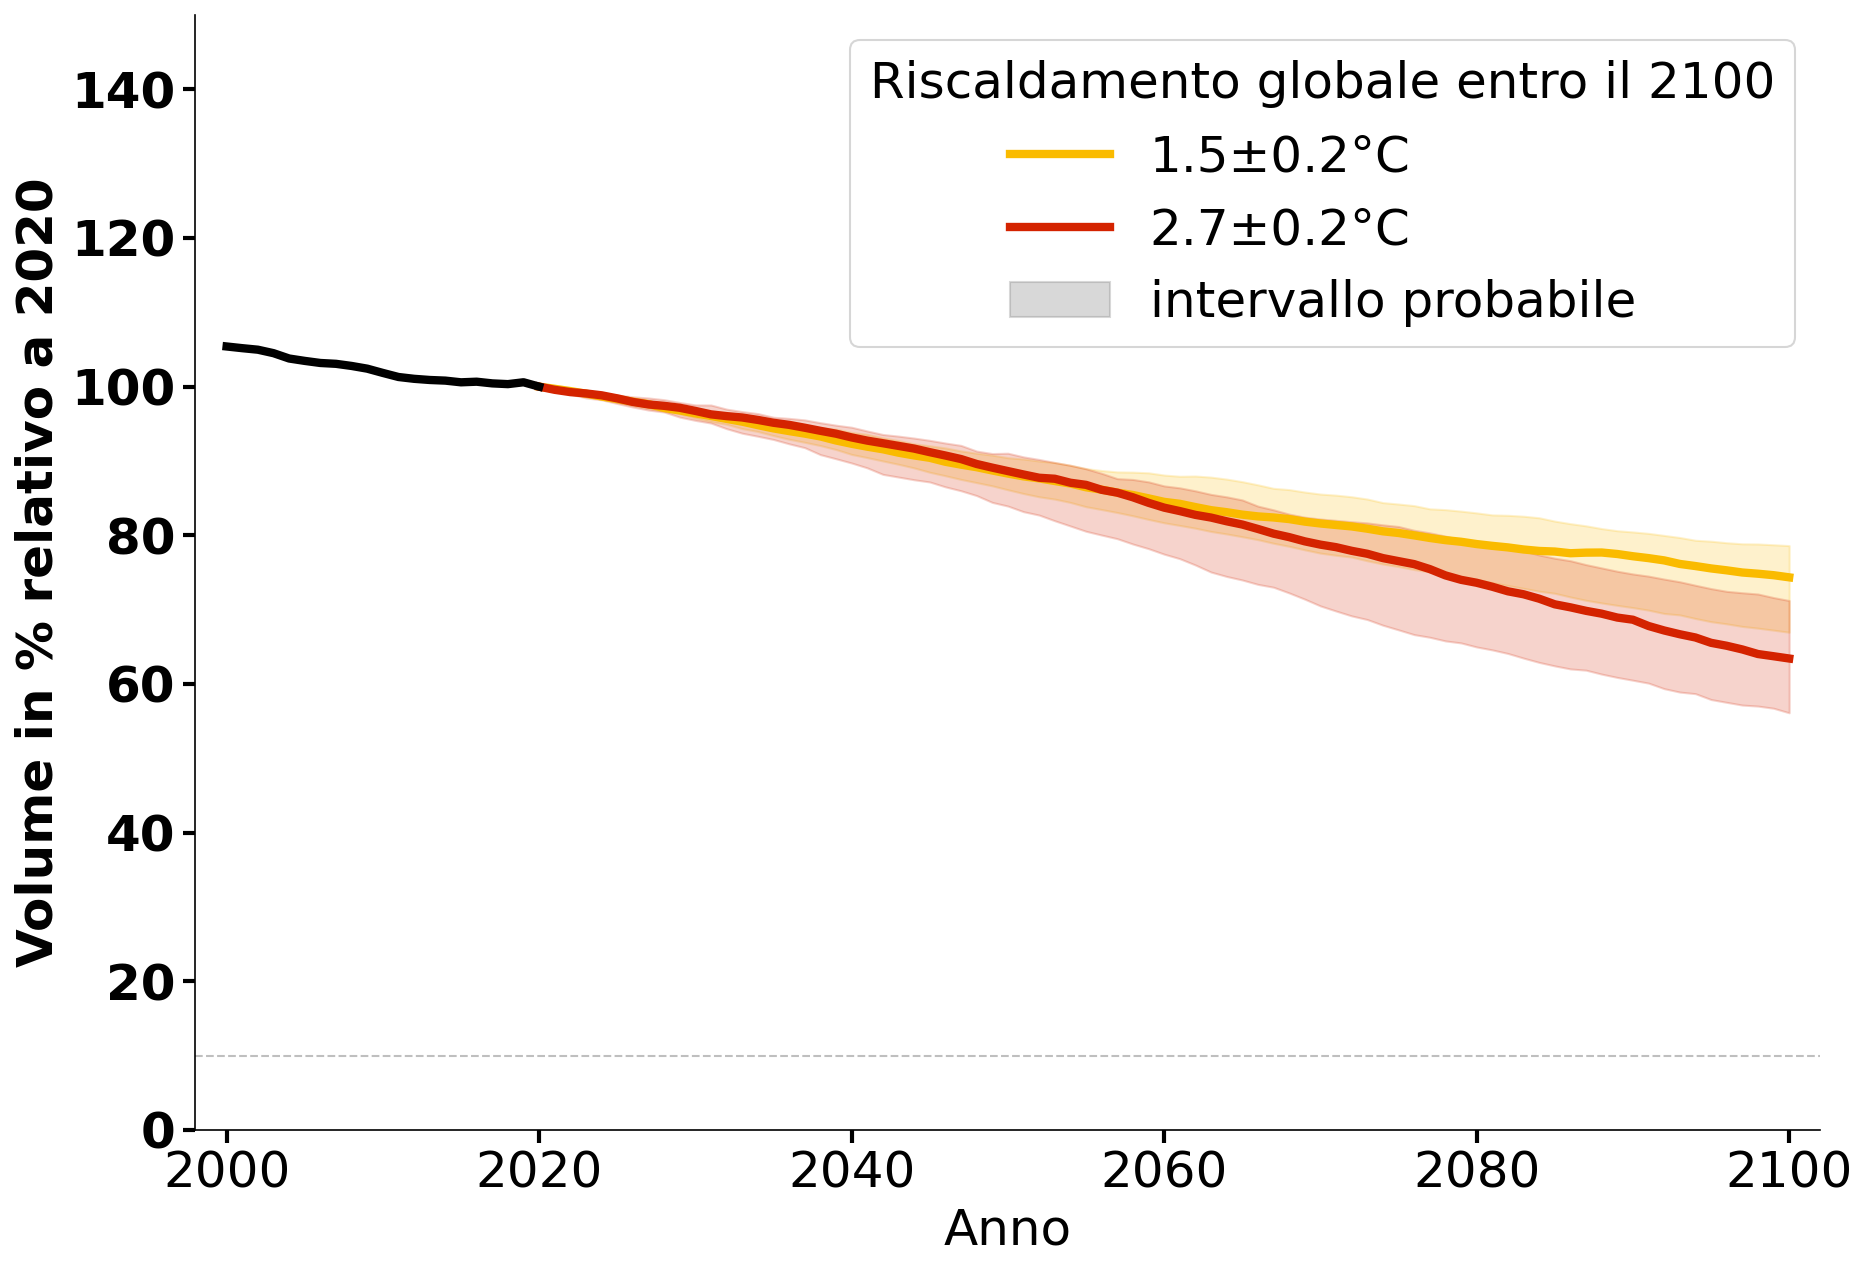 Riscaldamento globale entro il 2100
1.5±0.2°C
2.7±0.2°C
intervallo probabile
Volume in % relativo a 2020
140
120
100
80
60
40
20
0
2000 2020 2040 2060 2080 2100
Anno